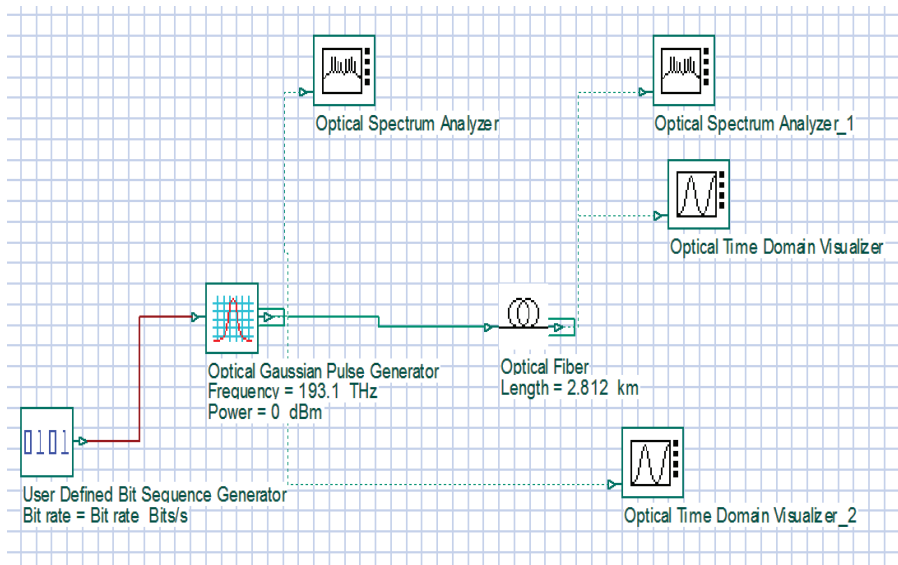 Optical Spectrum Analyzer
Optical Spectrum Analyzer_1
Optical Time Domain Visualizer
Optical Gaussian Pulse Generator
Frequency = 193.1 THz
Power = 0 dBm
Optical Fiber
Length = 2.812 km
0101
User Defined Bit Sequence Generator
Bit rate = Bit rate Bits/s
Optical Time Domain Visualizer_2